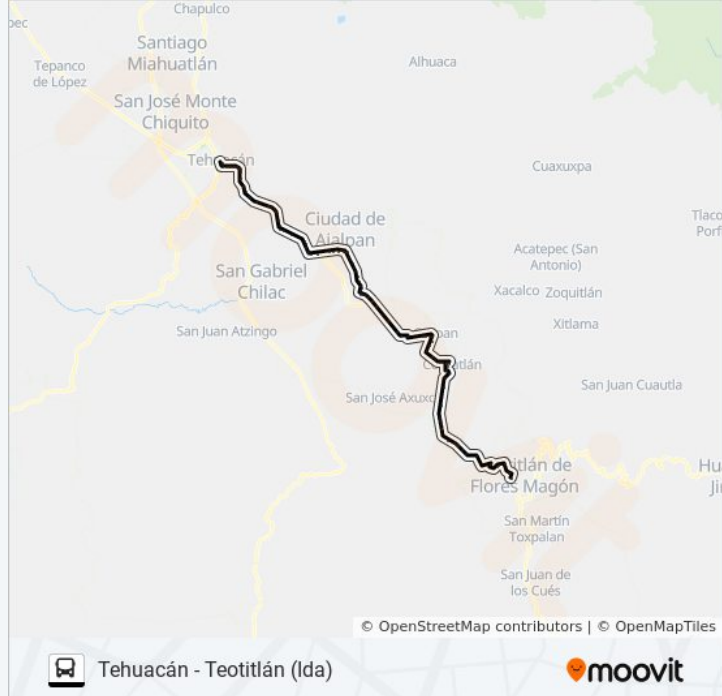 Chapulco
Santiago
Miahuatlán
Tepanco
de López
Alhuaca
San José Monte
Chiquito
Cuaxuxpa
Ciudad de
Ajalpan
Acatepec (San
Antonio)
San Gabriel
Chilac
Xacalco
Zoquitlán
San Juan Atzingo
Xitlama
San Juan Cuautla
San José Axuxco
Flores Magón
San Martín
Toxpalan
San Juan de
los Cués
© OpenStreetMap contributors | © OpenMapTiles
Tehuacán - Teotitlán (Ida)
moovit